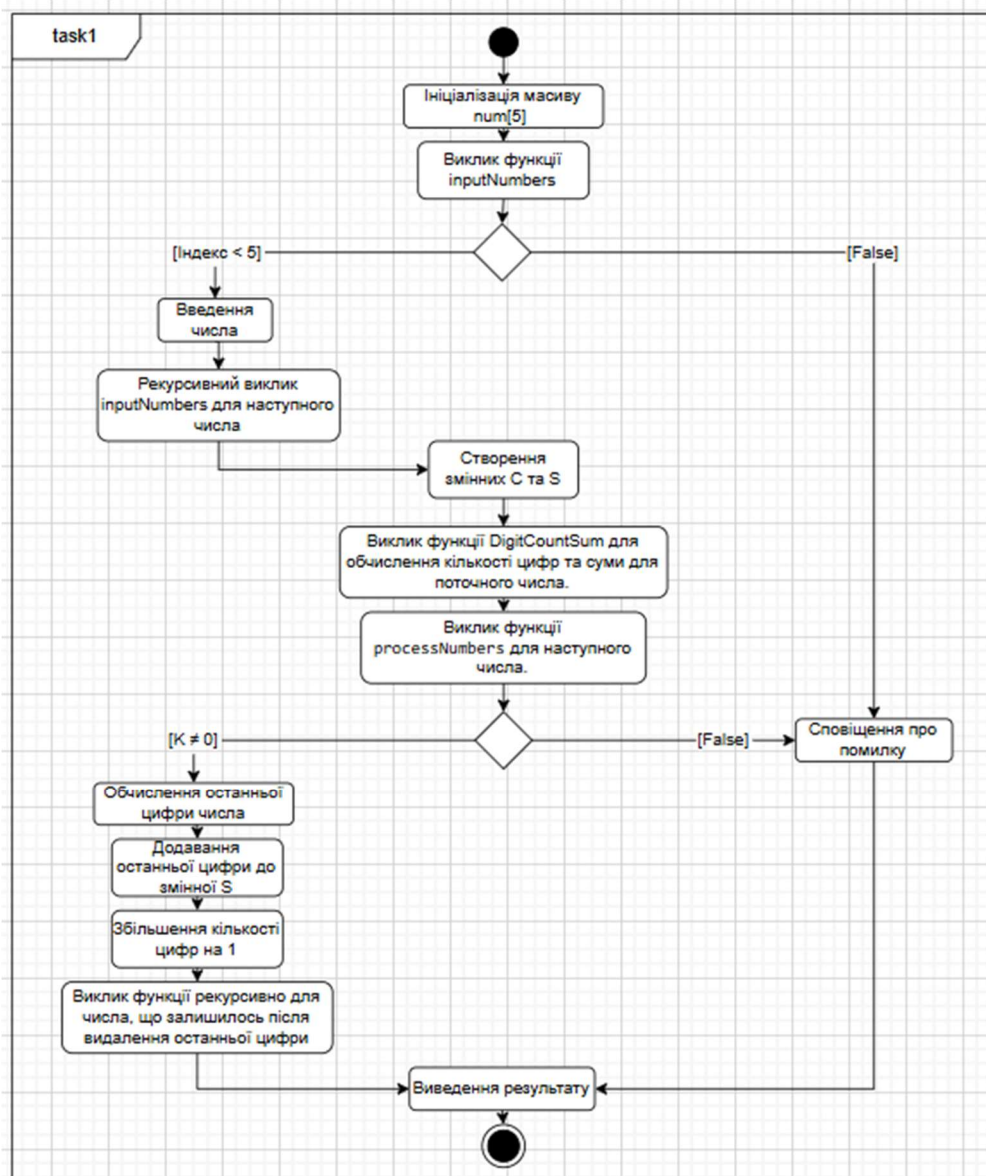 task1
Ініціалізація масиву
num[5]
Виклик функції
inputNumbers
[Індекс < 5]
[False]
Введення
числа
Рекурсивний виклик
inputNumbers для наступного
числа
Створення
змінних C та S
Виклик функції DigitCountSum для
обчислення кількості цифр та суми для
поточного числа.
Виклик функції
processNumbers для наступного
числа.
[K ≠ 0]
[False]
Сповіщення про
помилку
Обчислення останньої
цифри числа
Додавання
останньої цифри до
змінної S
Збільшення кількості
цифр на 1
Виклик функції рекурсивно для
числа, що залишилось після
видалення останньої цифри
Виведення результату